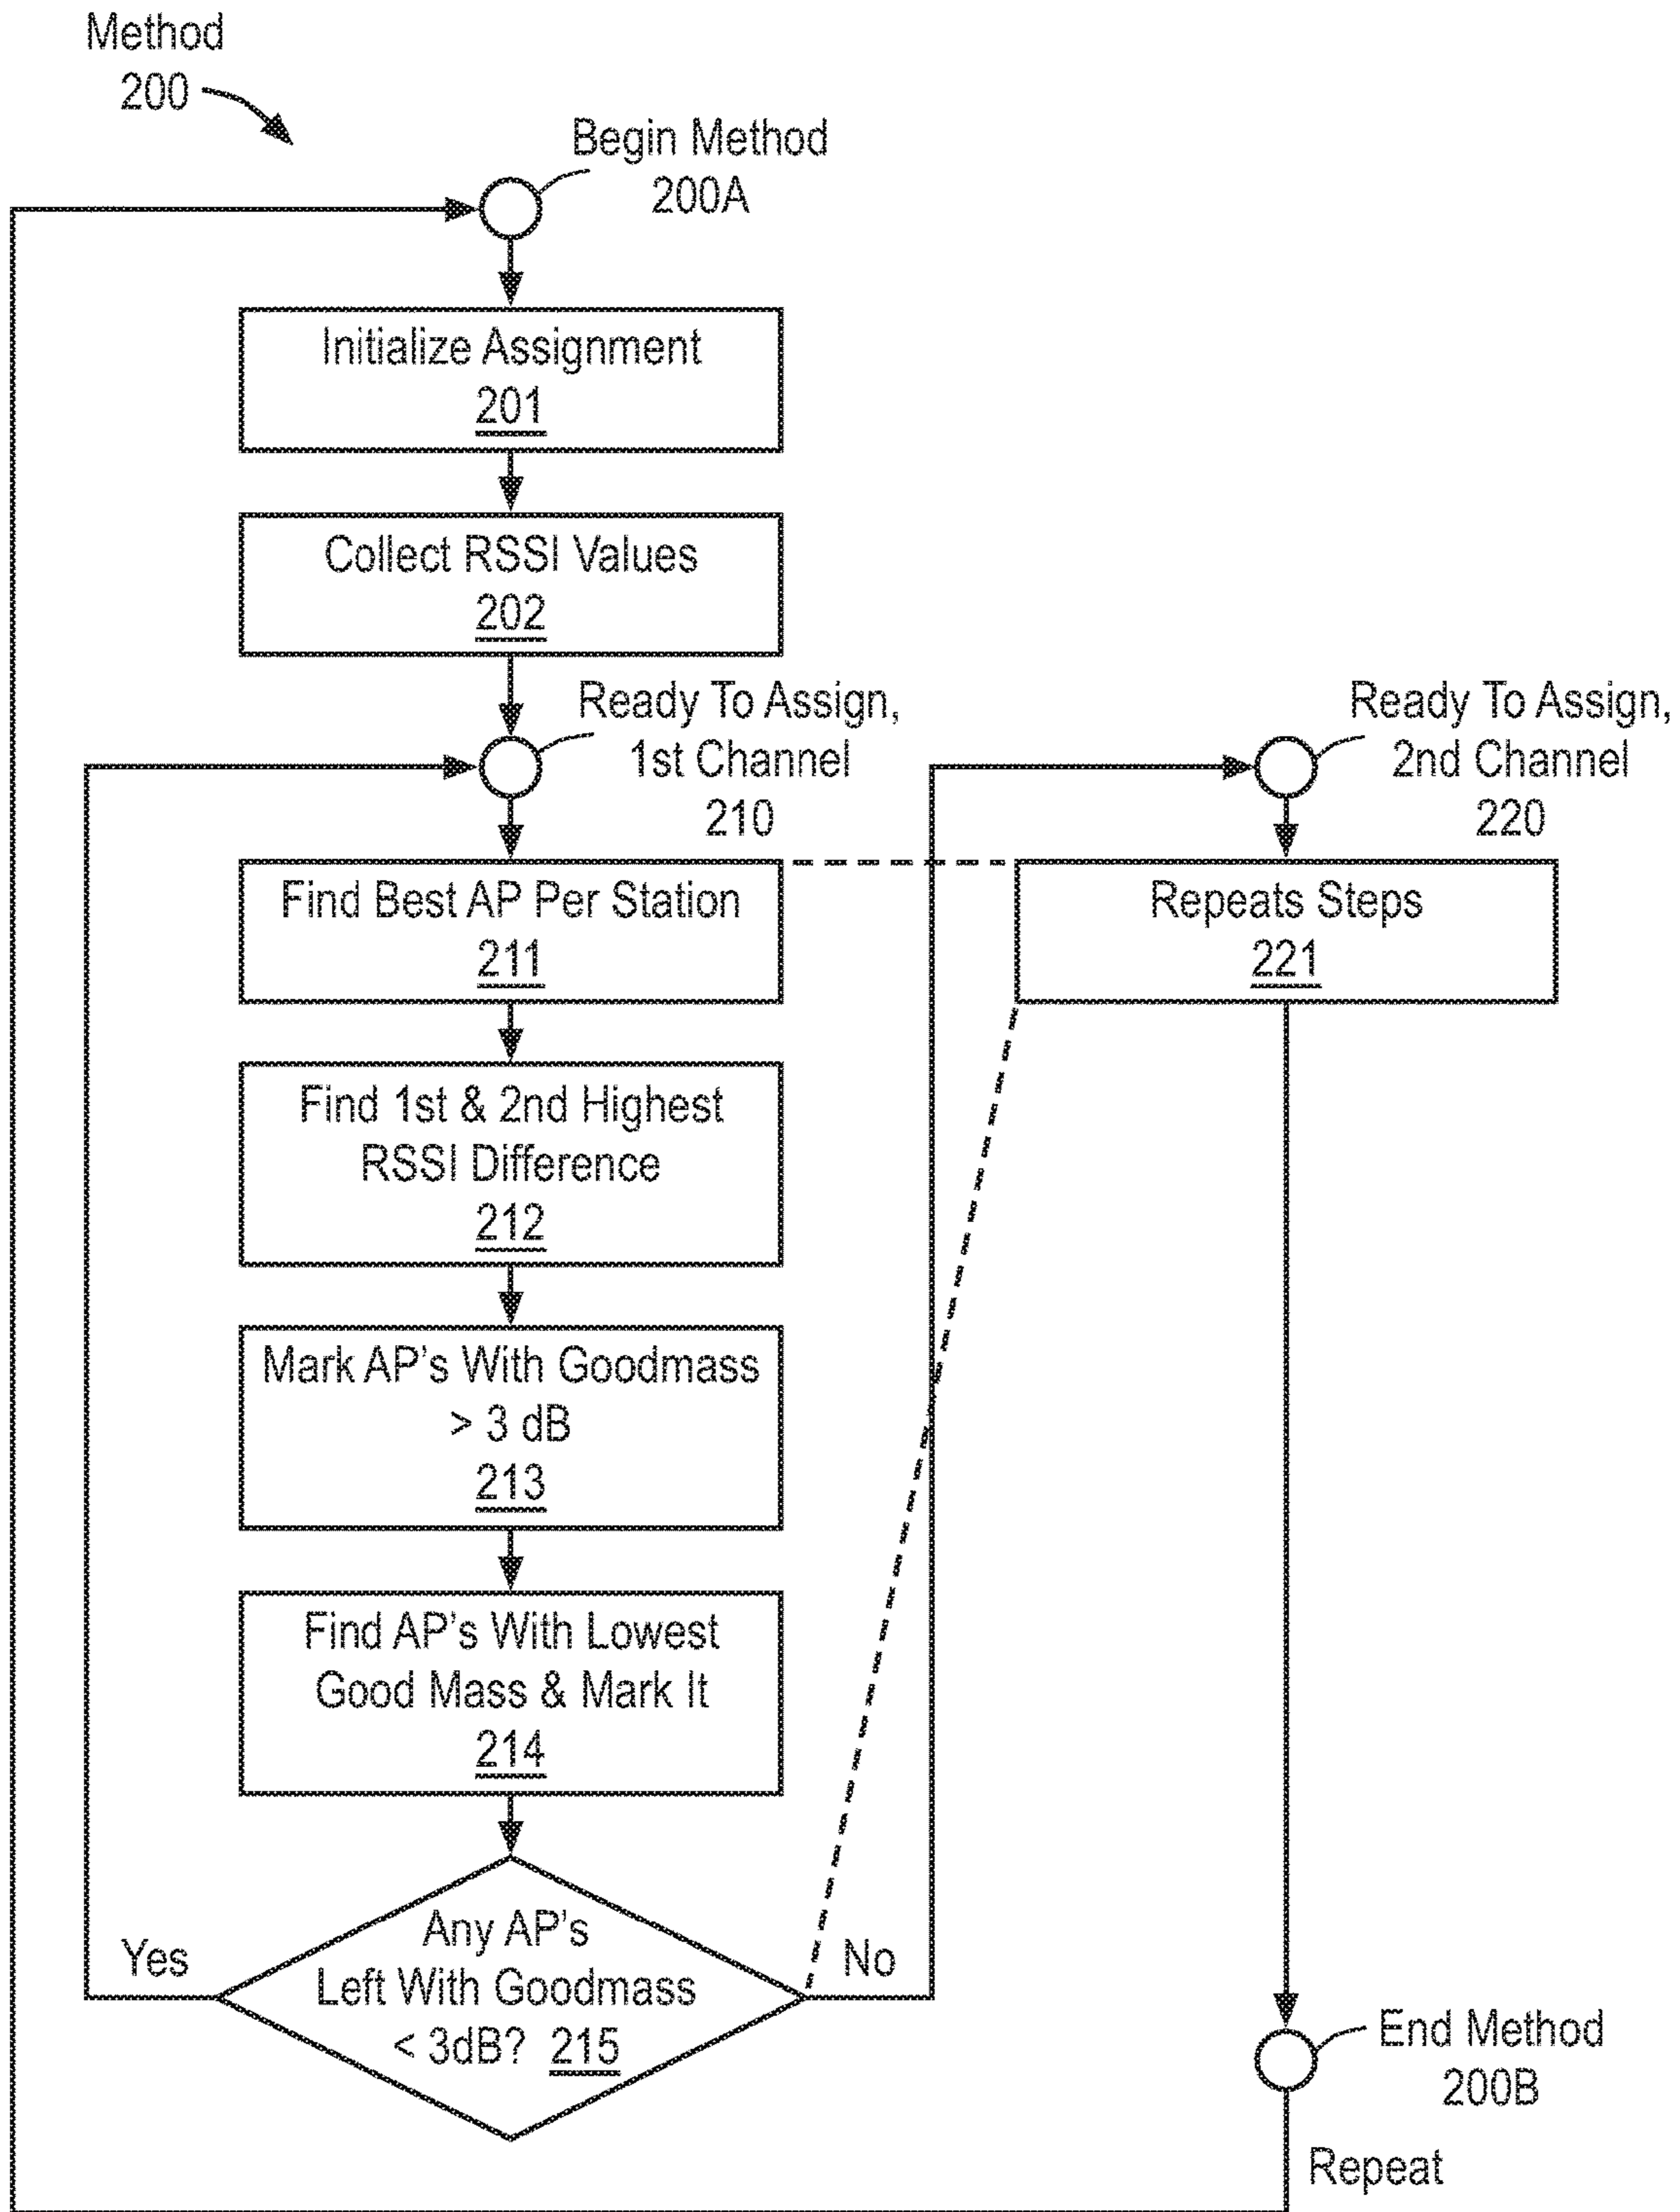 Method
200
Begin Method
200A
Initialize Assignment
201
Collect RSSI Values
202
Ready To Assign,
1st Channel
210
Ready To Assign,
2nd Channel
220
Find Best AP Per Station
211
Repeats Steps
221
Find 1st & 2nd Highest
RSSI Difference
212
Mark AP's With Goodmass
> 3 dB
213
Find AP's With Lowest
Good Mass & Mark It
214
Any AP's
Left With Goodmass
< 3dB? 215
Yes
No
End Method
200B
Repeat